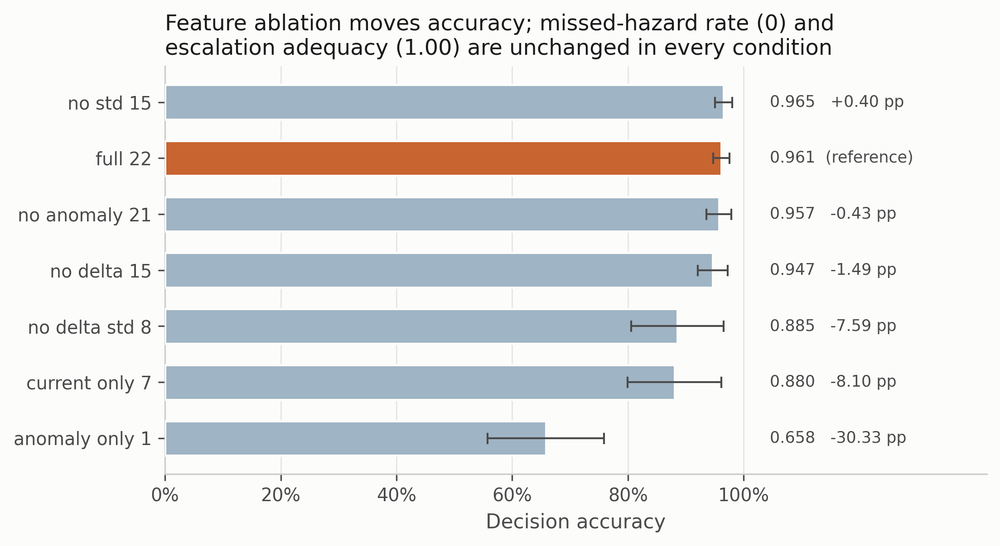 Feature ablation moves accuracy; missed-hazard rate (0) and
escalation adequacy (1.00) are unchanged in every condition
no std 15 0.965 +0.40 pp
full 22 0.961 (reference)
no anomaly 21 0.957 -0.43 pp
no delta 15 0.947 -1.49 pp
no delta std 8 0.885 -7.59 pp
current only 7 0.880 -8.10 pp
anomaly only 1 0.658 -30.33 pp
0% 20% 40% 60% 80% 100%
Decision accuracy